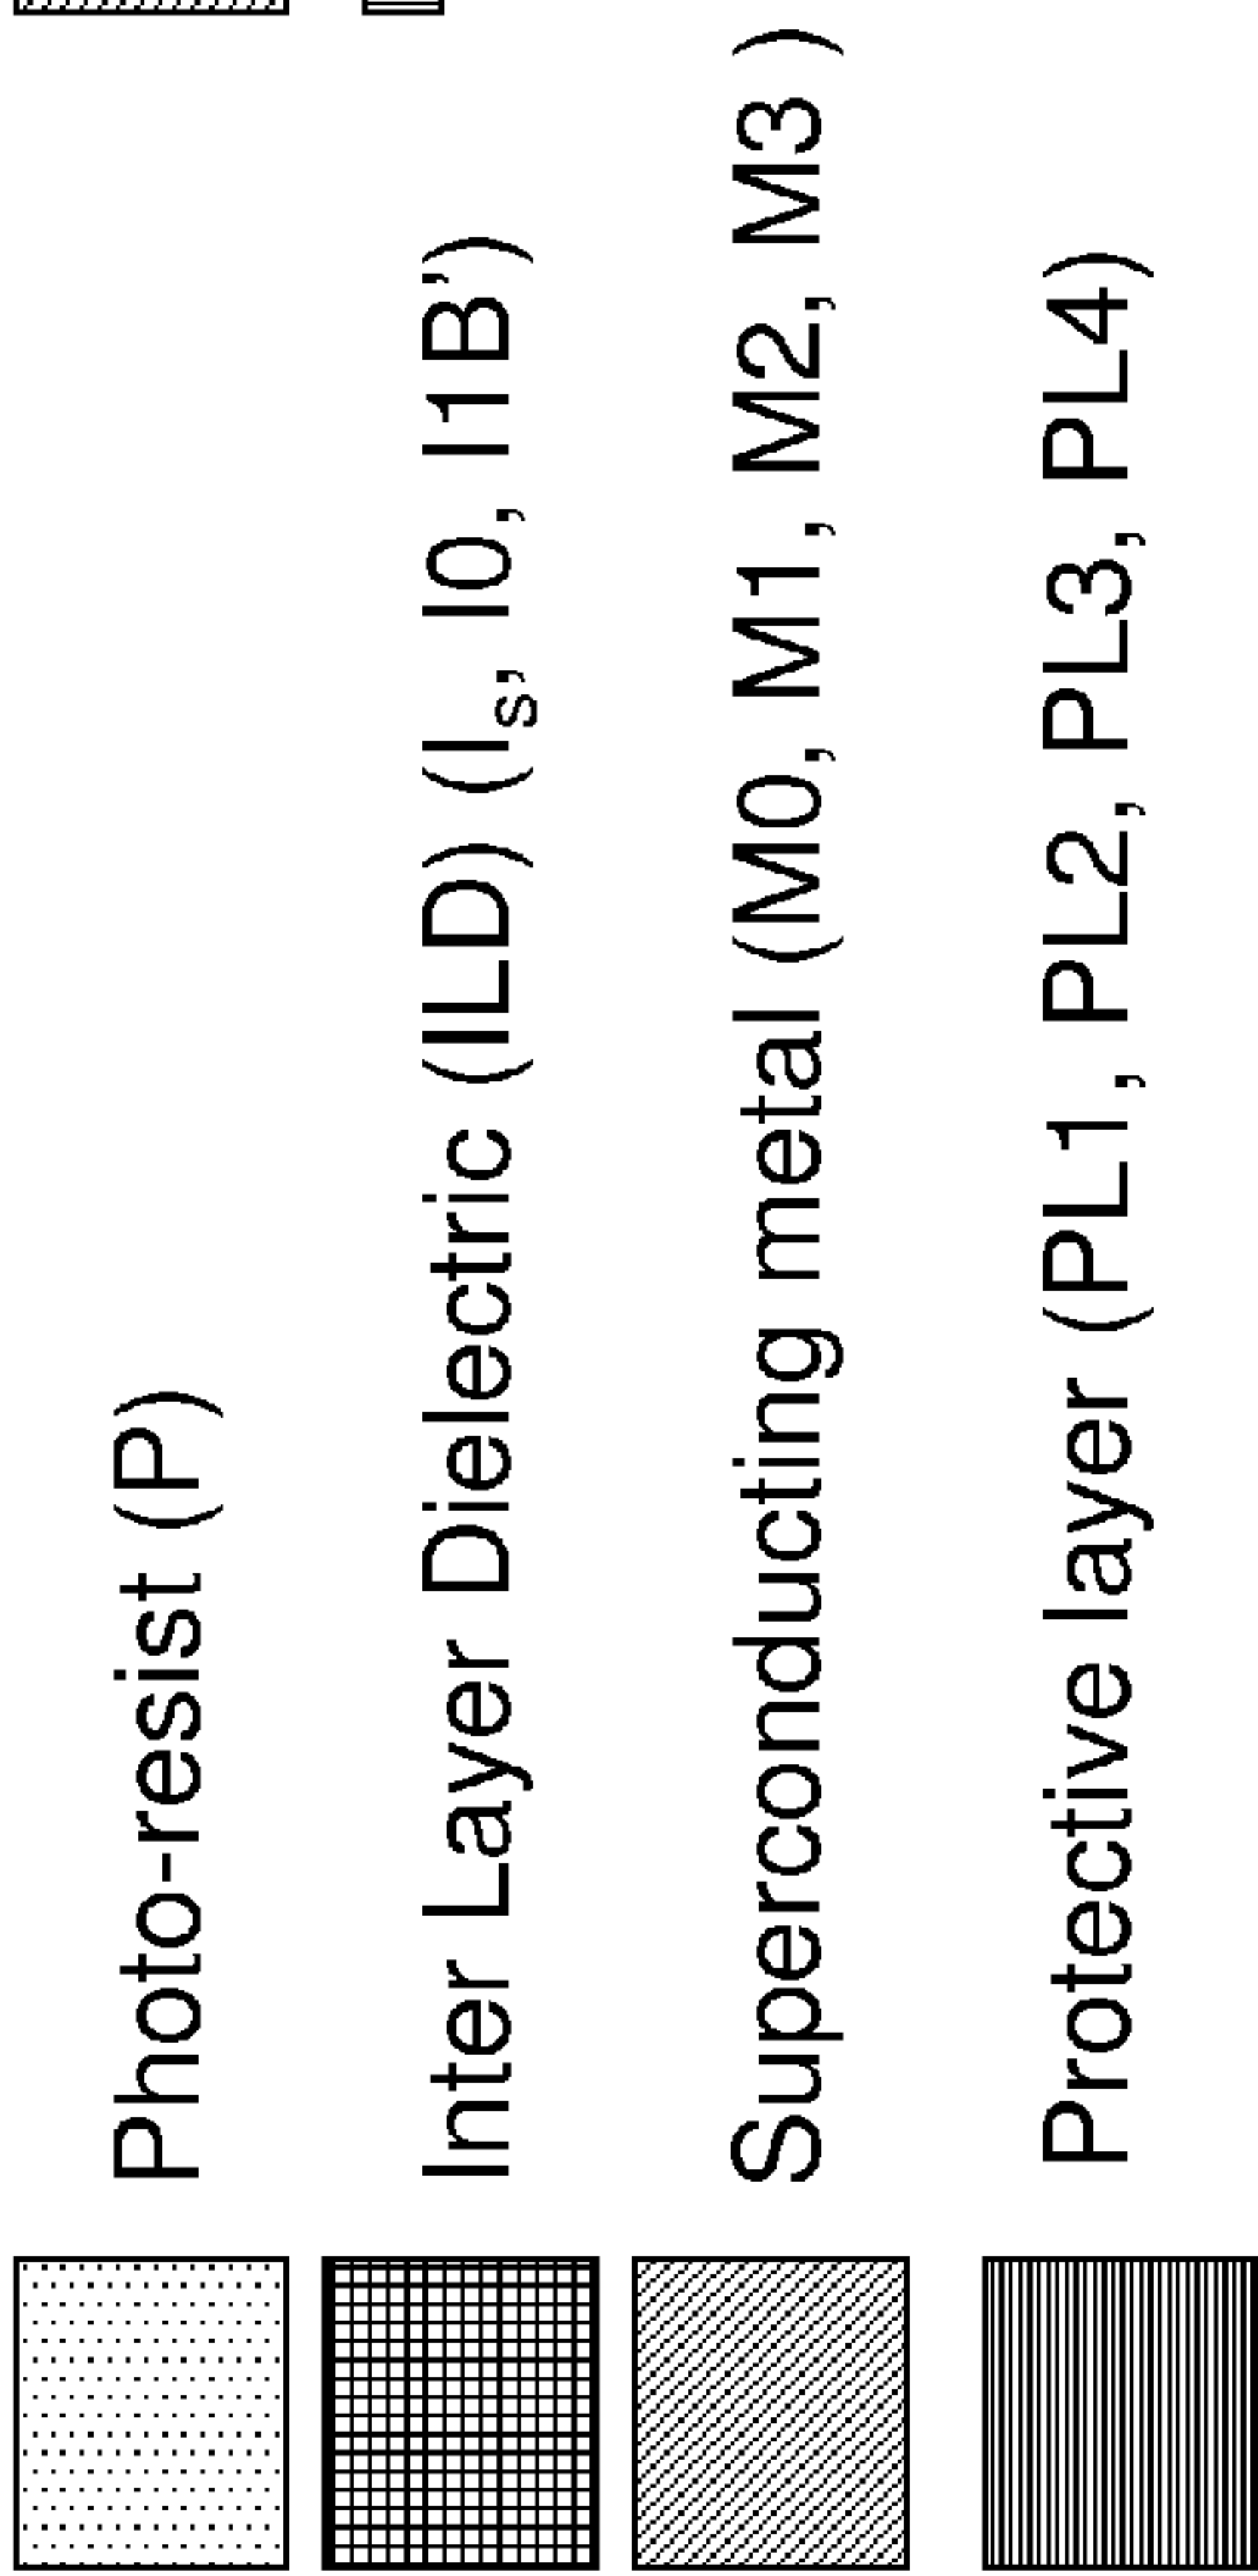 Photo-resist (P)
Inter Layer Dielectric (ILD) (Is, I0, I1B’)
Superconducting metal (M0, M1, M2, M3 )
Protective layer (PL1, PL2, PL3, PL4)